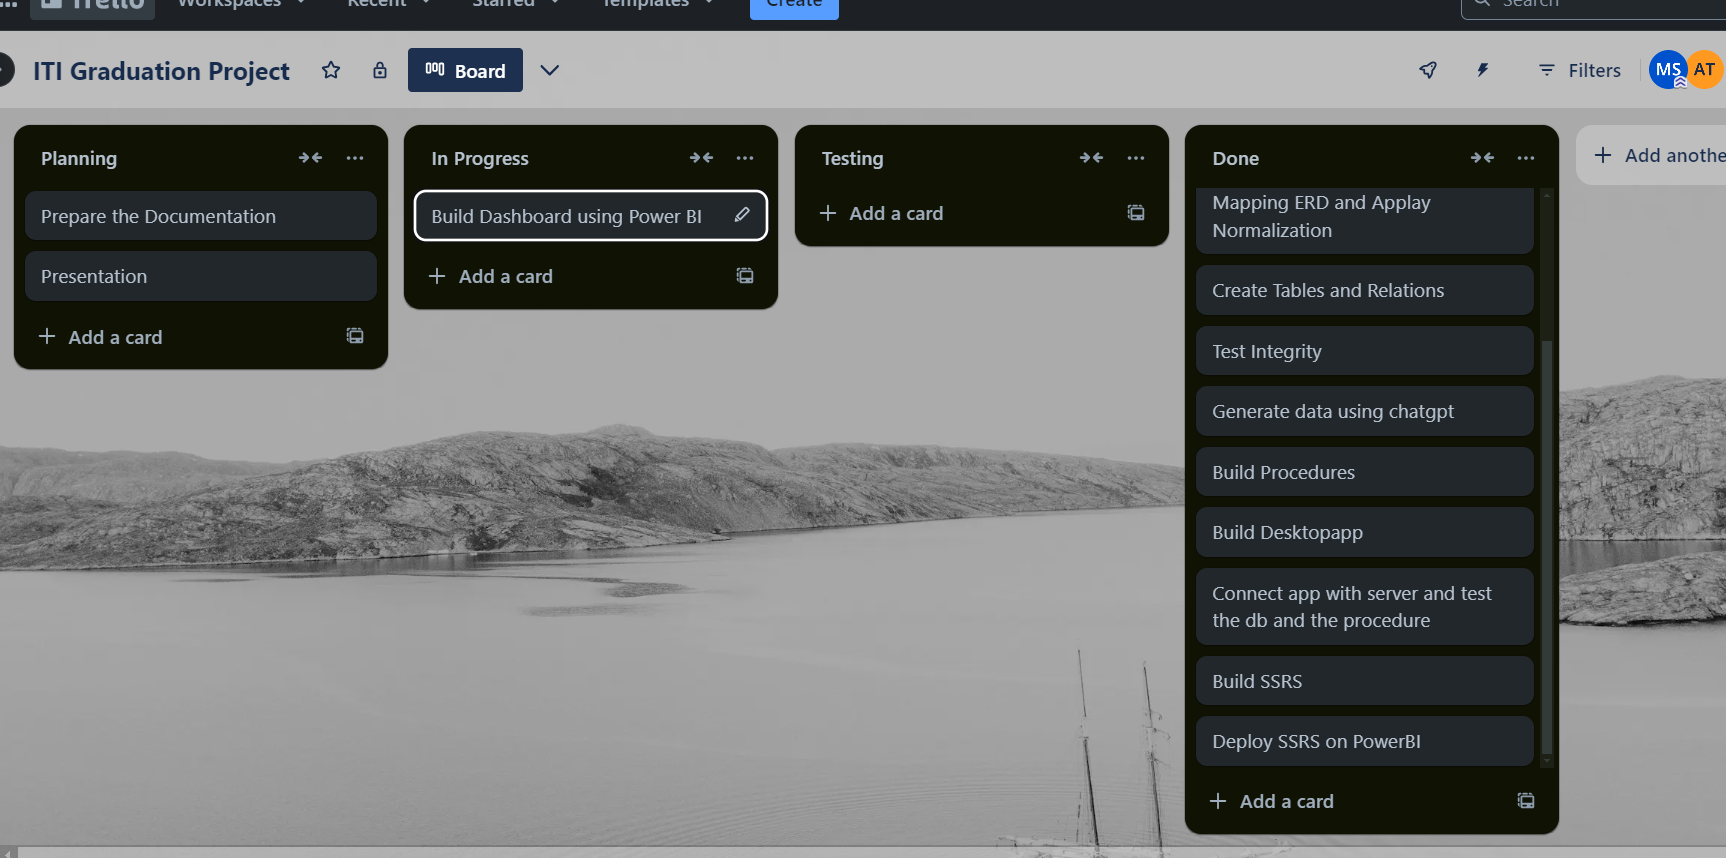 Trello
Workspaces
Recent
Starred
Templates
Create
Search
ITI Graduation Project
Board
Filters
MS
AT
Planning
Prepare the Documentation
Presentation
Add a card
In Progress
Build Dashboard using Power BI
Add a card
Testing
Add a card
Done
Mapping ERD and Applay
Normalization
Create Tables and Relations
Test Integrity
Generate data using chatgpt
Build Procedures
Build Desktopapp
Connect app with server and test
the db and the procedure
Build SSRS
Deploy SSRS on PowerBI
Add a card
Add anothe